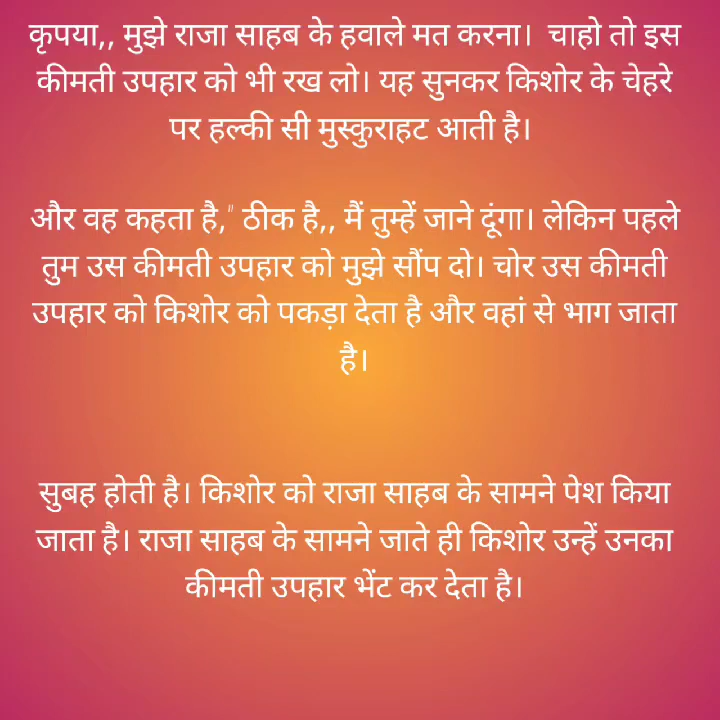 कृपया,, मुझे राजा साहब के हवाले मत करना। चाहो तो इस
कीमती उपहार को भी रख लो। यह सुनकर किशोर के चेहरे
पर हल्की सी मुस्कुराहट आती है।
और वह कहता है,” ठीक है,, मैं तुम्हें जाने दूंगा। लेकिन पहले
तुम उस कीमती उपहार को मुझे सौंप दो। चोर उस कीमती
उपहार को किशोर को पकड़ा देता है और वहां से भाग जाता
है।
सुबह होती है। किशोर को राजा साहब के सामने पेश किया
जाता है। राजा साहब के सामने जाते ही किशोर उन्हें उनका
कीमती उपहार भेंट कर देता है।